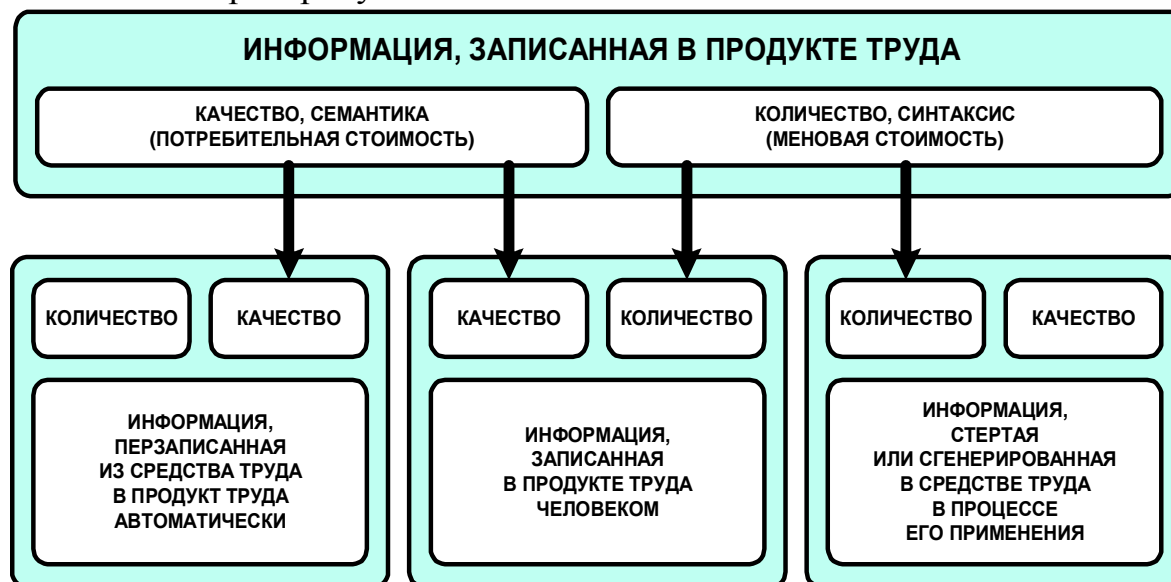 ИНФОРМАЦИЯ, ЗАПИСАННАЯ В ПРОДУКТЕ ТРУДА
КАЧЕСТВО, СЕМАНТИКА
(ПОТРЕБИТЕЛЬНАЯ СТОИМОСТЬ)
КОЛИЧЕСТВО, СИНТАКСИС
(МЕНОВАЯ СТОИМОСТЬ)
КОЛИЧЕСТВО
КАЧЕСТВО
ИНФОРМАЦИЯ,
ПЕРЗАПИСАННАЯ
ИЗ СРЕДСТВА ТРУДА
В ПРОДУКТ ТРУДА
АВТОМАТИЧЕСКИ
КАЧЕСТВО
КОЛИЧЕСТВО
ИНФОРМАЦИЯ,
ЗАПИСАННАЯ
В ПРОДУКТЕ ТРУДА
ЧЕЛОВЕКОМ
КОЛИЧЕСТВО
КАЧЕСТВО
ИНФОРМАЦИЯ,
СТЕРТАЯ
ИЛИ СГЕНЕРИРОВАННАЯ
В СРЕДСТВЕ ТРУДА
В ПРОЦЕССЕ
ЕГО ПРИМЕНЕНИЯ